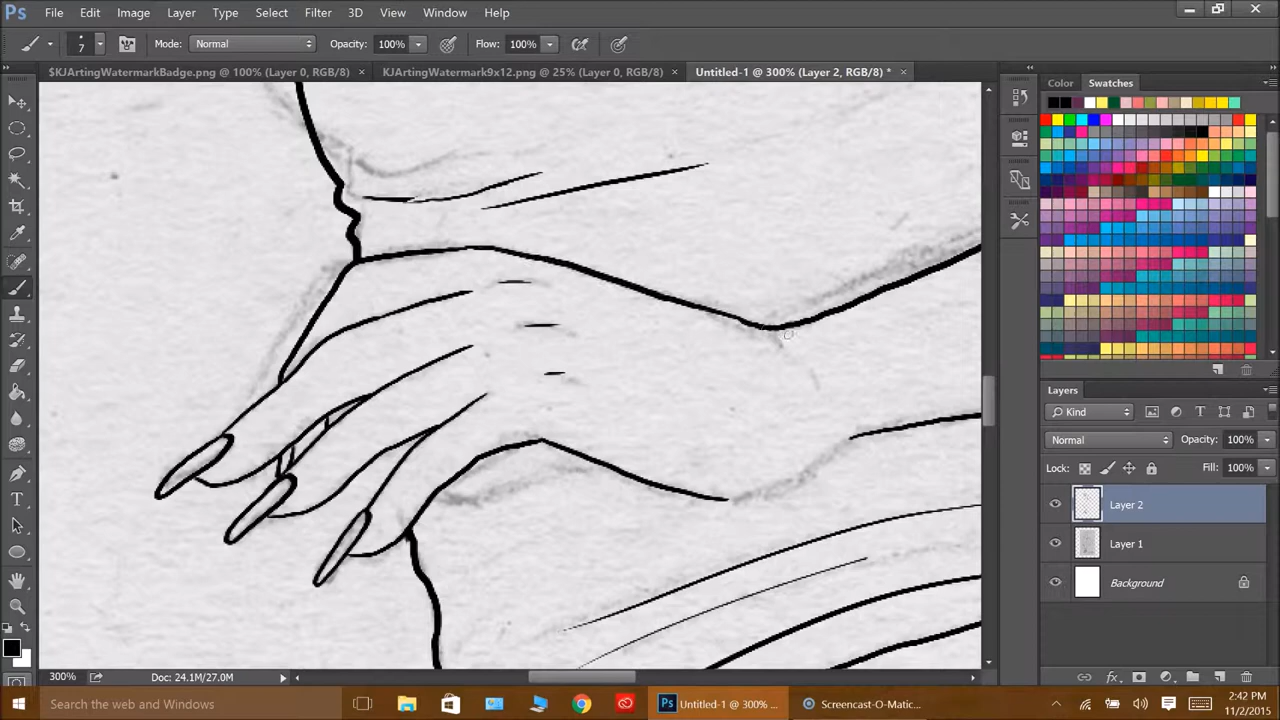 Ps File Edit Image Layer Type Select Filter 3D View Window Help
7 Mode: Normal Opacity: 100% Flow: 100%
$KJArtingWatermarkBadge.png @ 100% (Layer 0, RGB/8) × KJArtingWatermark9x12.png @ 25% (Layer 0, RGB/8) × Untitled-1 @ 300% (Layer 2, RGB/8) * ×
Color Swatches
Layers
Kind
Normal Opacity: 100%
Lock: Fill: 100%
Layer 2
Layer 1
Background
300% Doc: 24.1M/27.0M
Search the web and Windows
Ps Untitled-1 @ 300% ...
Screencast-O-Matic...
2:42 PM
11/2/2015